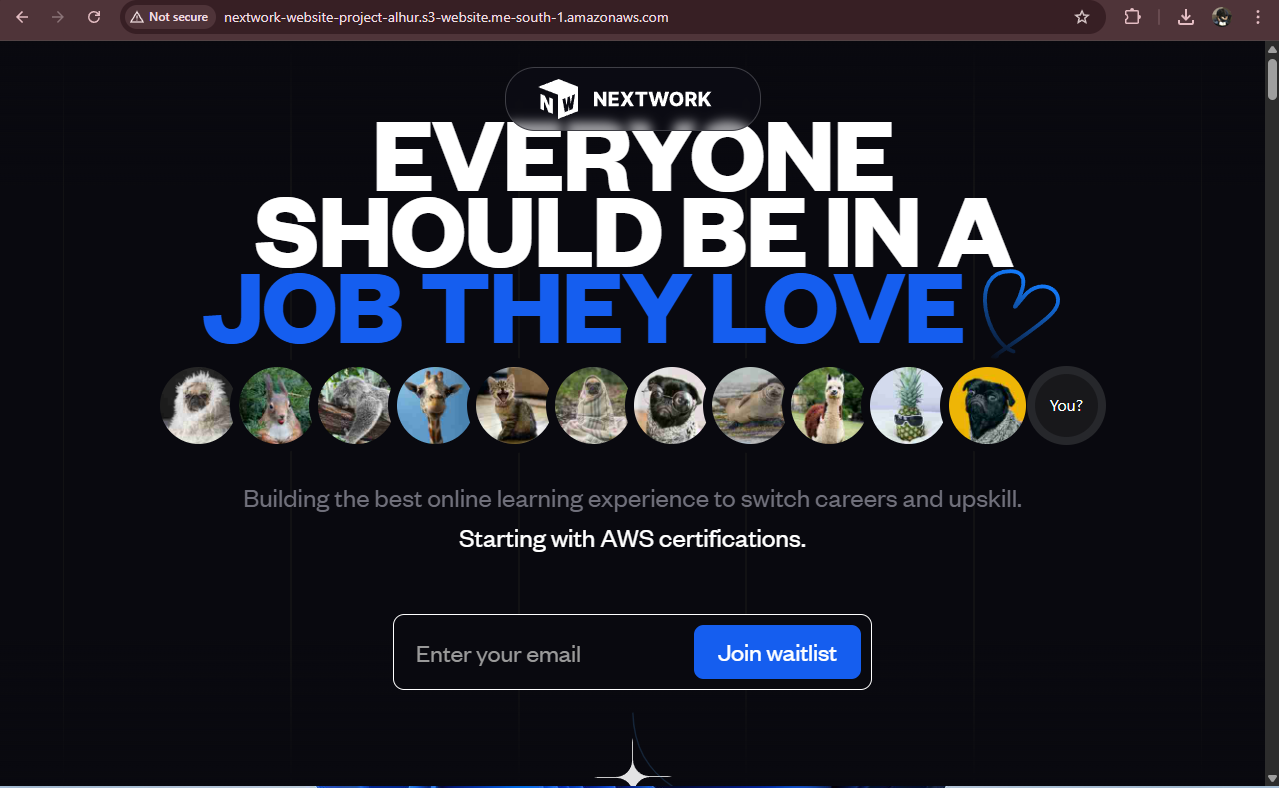 Not secure
nextwork-website-project-alhur.s3-website.me-south-1.amazonaws.com
NW NEXTWORK
EVERYONE
SHOULD BE IN A
JOB THEY LOVE
You?
Building the best online learning experience to switch careers and upskill.
Starting with AWS certifications.
Enter your email
Join waitlist